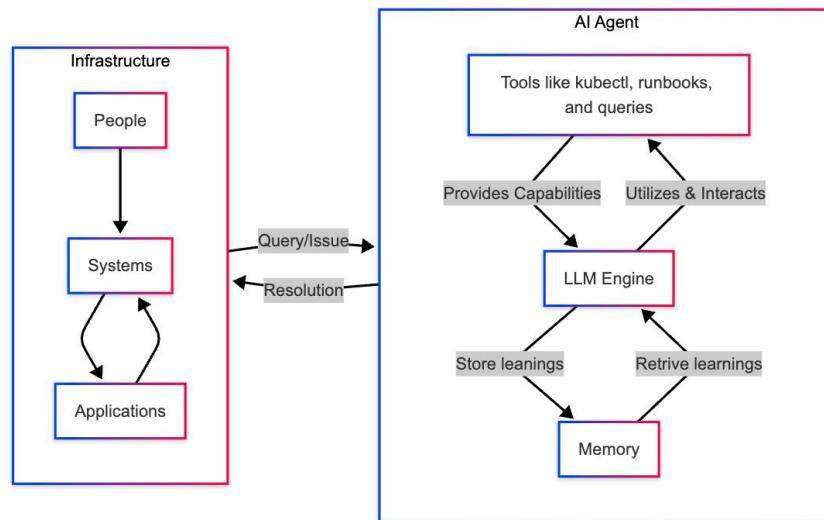 Infrastructure
People
Systems
Applications
Query/Issue
Resolution
AI Agent
Tools like kubectl, runbooks,
and queries
Provides Capabilities
Utilizes & Interacts
LLM Engine
Store leanings
Retrive learnings
Memory